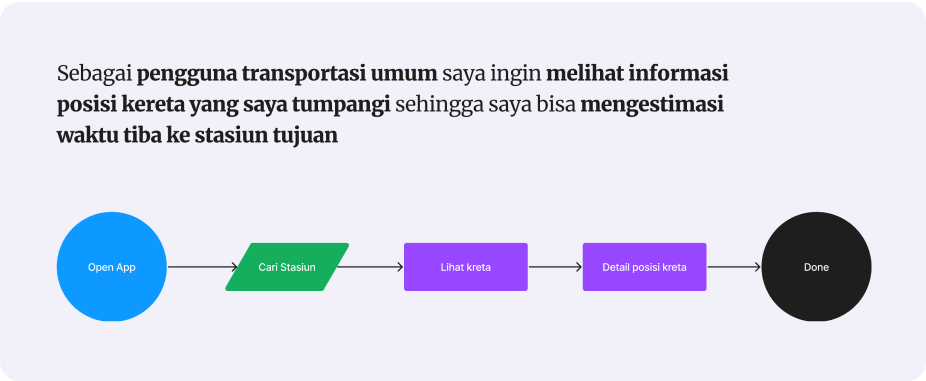 Sebagai pengguna transportasi umum saya ingin melihat informasi
posisi kereta yang saya tumpangi sehingga saya bisa mengestimasi
waktu tiba ke stasiun tujuan
Open App
Cari Stasiun
Lihat kreta
Detail posisi kreta
Done